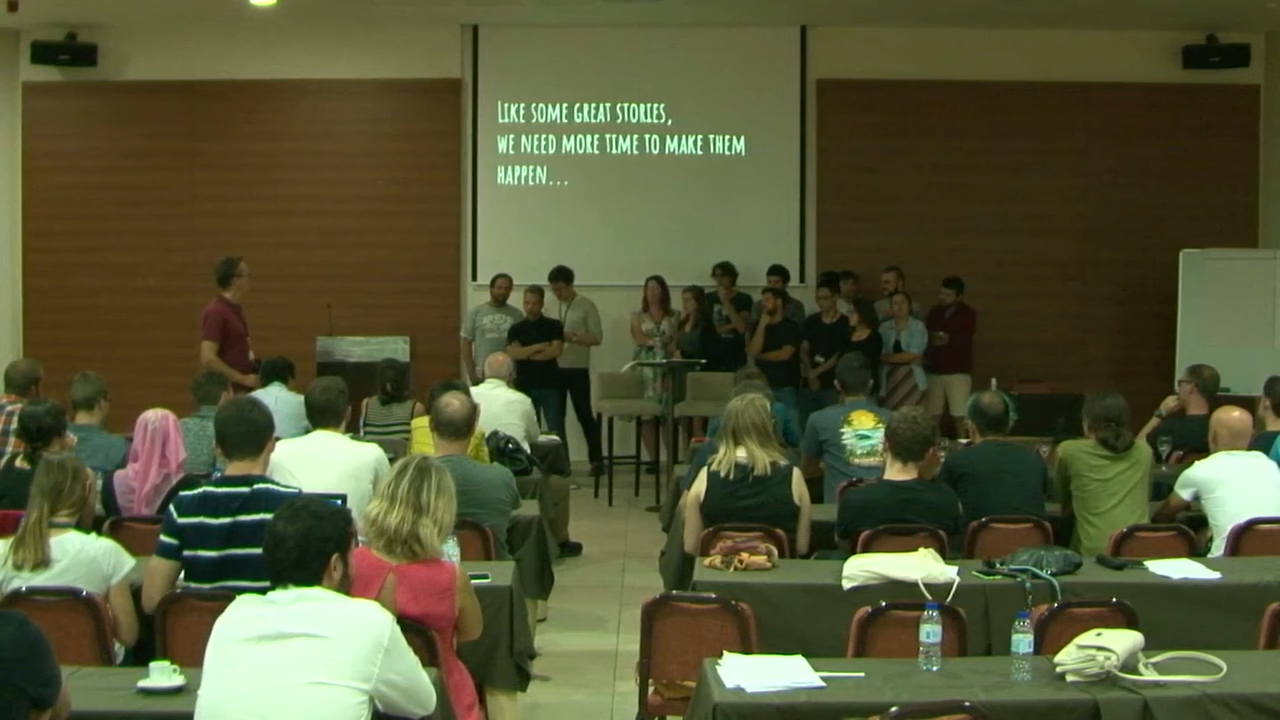 LIKE SOME GREAT STORIES,
WE NEED MORE TIME TO MAKE THEM
HAPPEN...